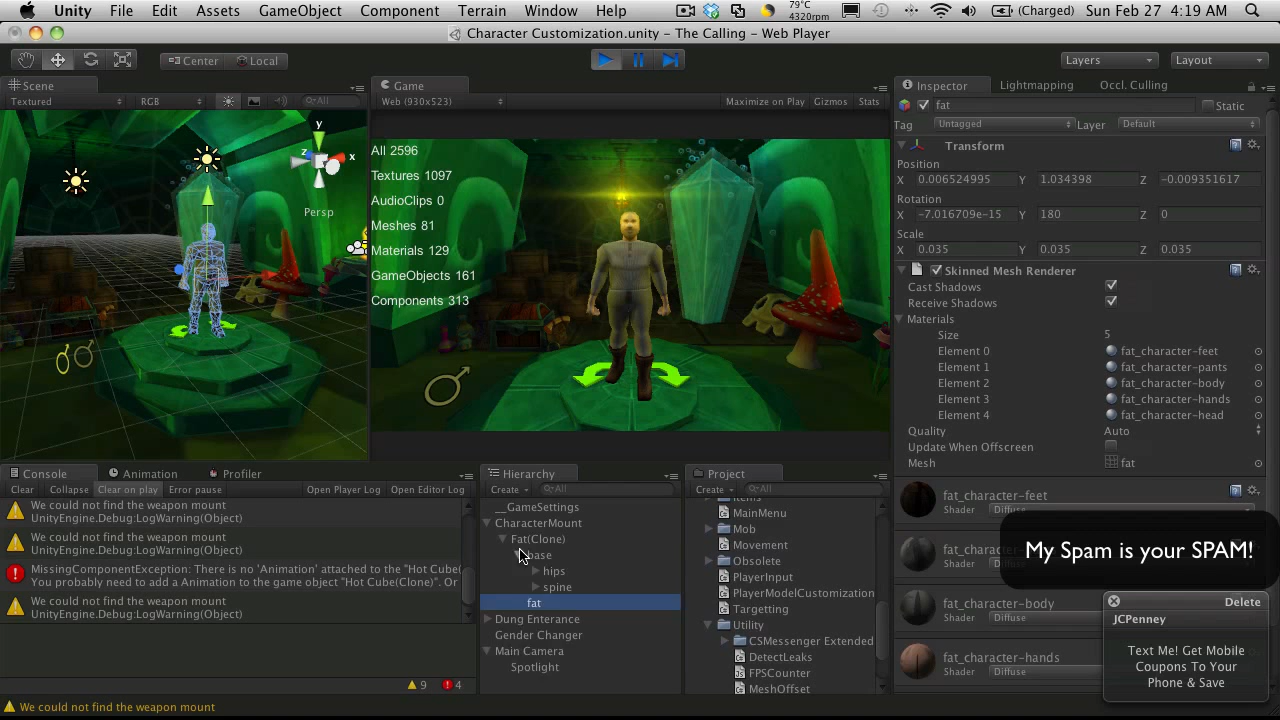 Unity File Edit Assets GameObject Component Terrain Window Help 79°C 4320rpm (Charged) Sun Feb 27 4:19 AM
Character Customization.unity – The Calling – Web Player
Center Local Layers Layout
Scene
Textured RGB All
y
z x
Persp
Game
Web (930x523) Maximize on Play Gizmos Stats
All 2596
Textures 1097
AudioClips 0
Meshes 81
Materials 129
GameObjects 161
Components 313
Inspector Lightmapping Occl. Culling
fat Static
Tag Untagged Layer Default
Transform
Position
X 0.006524995 Y 1.034398 Z -0.009351617
Rotation
X -7.016709e-15 Y 180 Z 0
Scale
X 0.035 Y 0.035 Z 0.035
Skinned Mesh Renderer
Cast Shadows
Receive Shadows
Materials
Size 5
Element 0 fat_character-feet
Element 1 fat_character-pants
Element 2 fat_character-body
Element 3 fat_character-hands
Element 4 fat_character-head
Quality Auto
Update When Offscreen
Mesh fat
fat_character-feet
Shader Diffuse
Shader
fat_character-body
Shader Diffuse
fat_character-hands
Shader Diffuse
My Spam is your SPAM!
Delete
JCPenney
Text Me! Get Mobile
Coupons To Your
Phone & Save
Console Animation Profiler
Clear Collapse Clear on play Error pause Open Player Log Open Editor Log
We could not find the weapon mount
UnityEngine.Debug:LogWarning(Object)
We could not find the weapon mount
UnityEngine.Debug:LogWarning(Object)
MissingComponentException: There is no 'Animation' attached to the "Hot Cube(
You probably need to add a Animation to the game object "Hot Cube(Clone)". Or
We could not find the weapon mount
UnityEngine.Debug:LogWarning(Object)
9 4
We could not find the weapon mount
Hierarchy
Create All
__GameSettings
CharacterMount
Fat(Clone)
base
hips
spine
fat
Dung Enterance
Gender Changer
Main Camera
Spotlight
Project
Create All
Items
MainMenu
Mob
Movement
Obsolete
PlayerInput
PlayerModelCustomization
Targetting
Utility
CSMessenger Extended
DetectLeaks
FPSCounter
MeshOffset